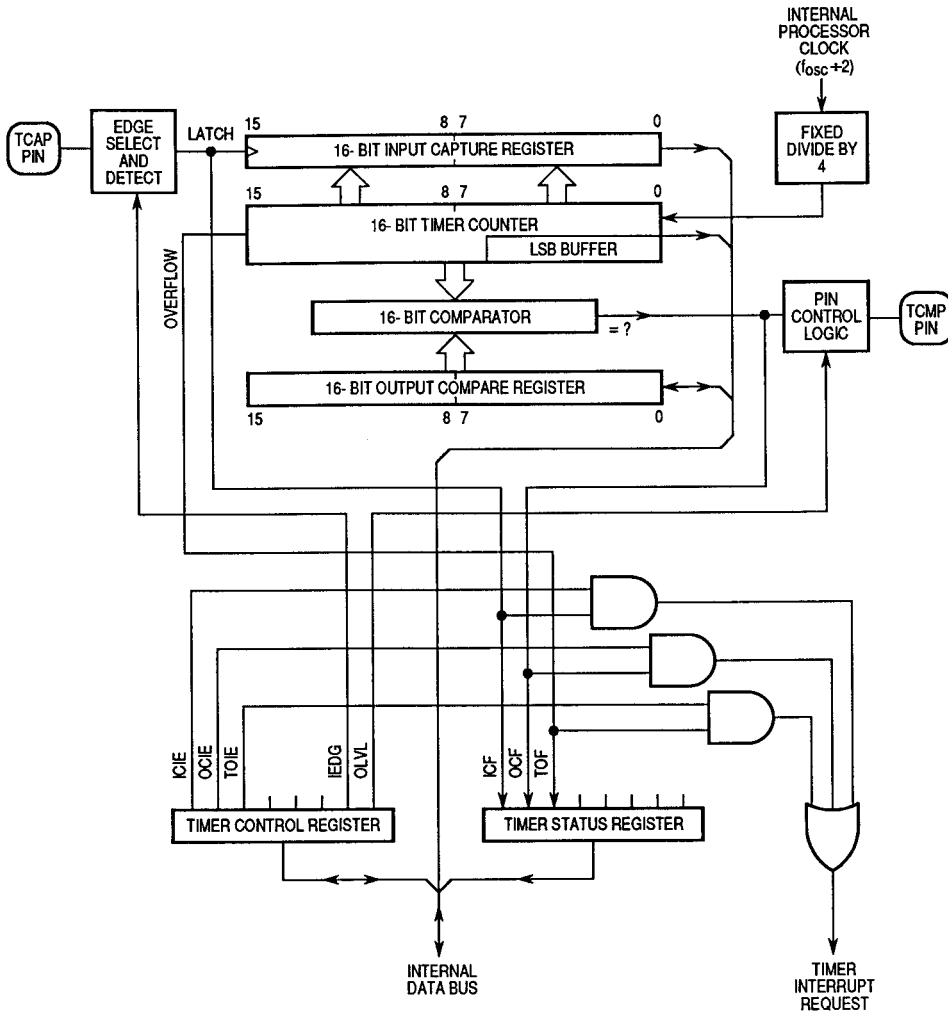 INTERNAL
PROCESSOR
CLOCK
(fosc÷2)
TCAP
PIN
EDGE
SELECT
AND
DETECT
LATCH
15
8 7
0
16- BIT INPUT CAPTURE REGISTER
FIXED
DIVIDE BY
4
15
8 7
0
16- BIT TIMER COUNTER
LSB BUFFER
OVERFLOW
16- BIT COMPARATOR
= ?
PIN
CONTROL
LOGIC
TCMP
PIN
16- BIT OUTPUT COMPARE REGISTER
15
8 7
0
ICIE
OCIE
TOIE
IEDG
OLVL
ICF
OCF
TOF
TIMER CONTROL REGISTER
TIMER STATUS REGISTER
INTERNAL
DATA BUS
TIMER
INTERRUPT
REQUEST